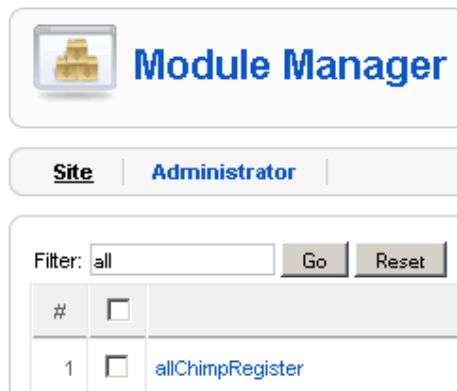 Module Manager
Site Administrator
Filter: all Go Reset
#
1 allChimpRegister